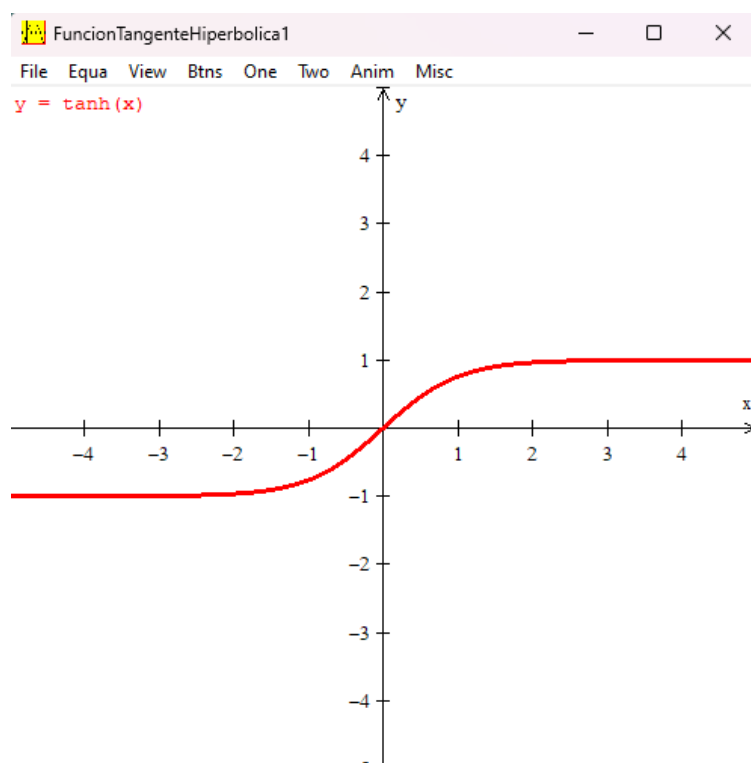 FuncionTangenteHiperbolica1
File Equa View Btns One Two Anim Misc
y = tanh(x)
y
4
3
2
1
x
−4 −3 −2 −1 1 2 3 4
−1
−2
−3
−4